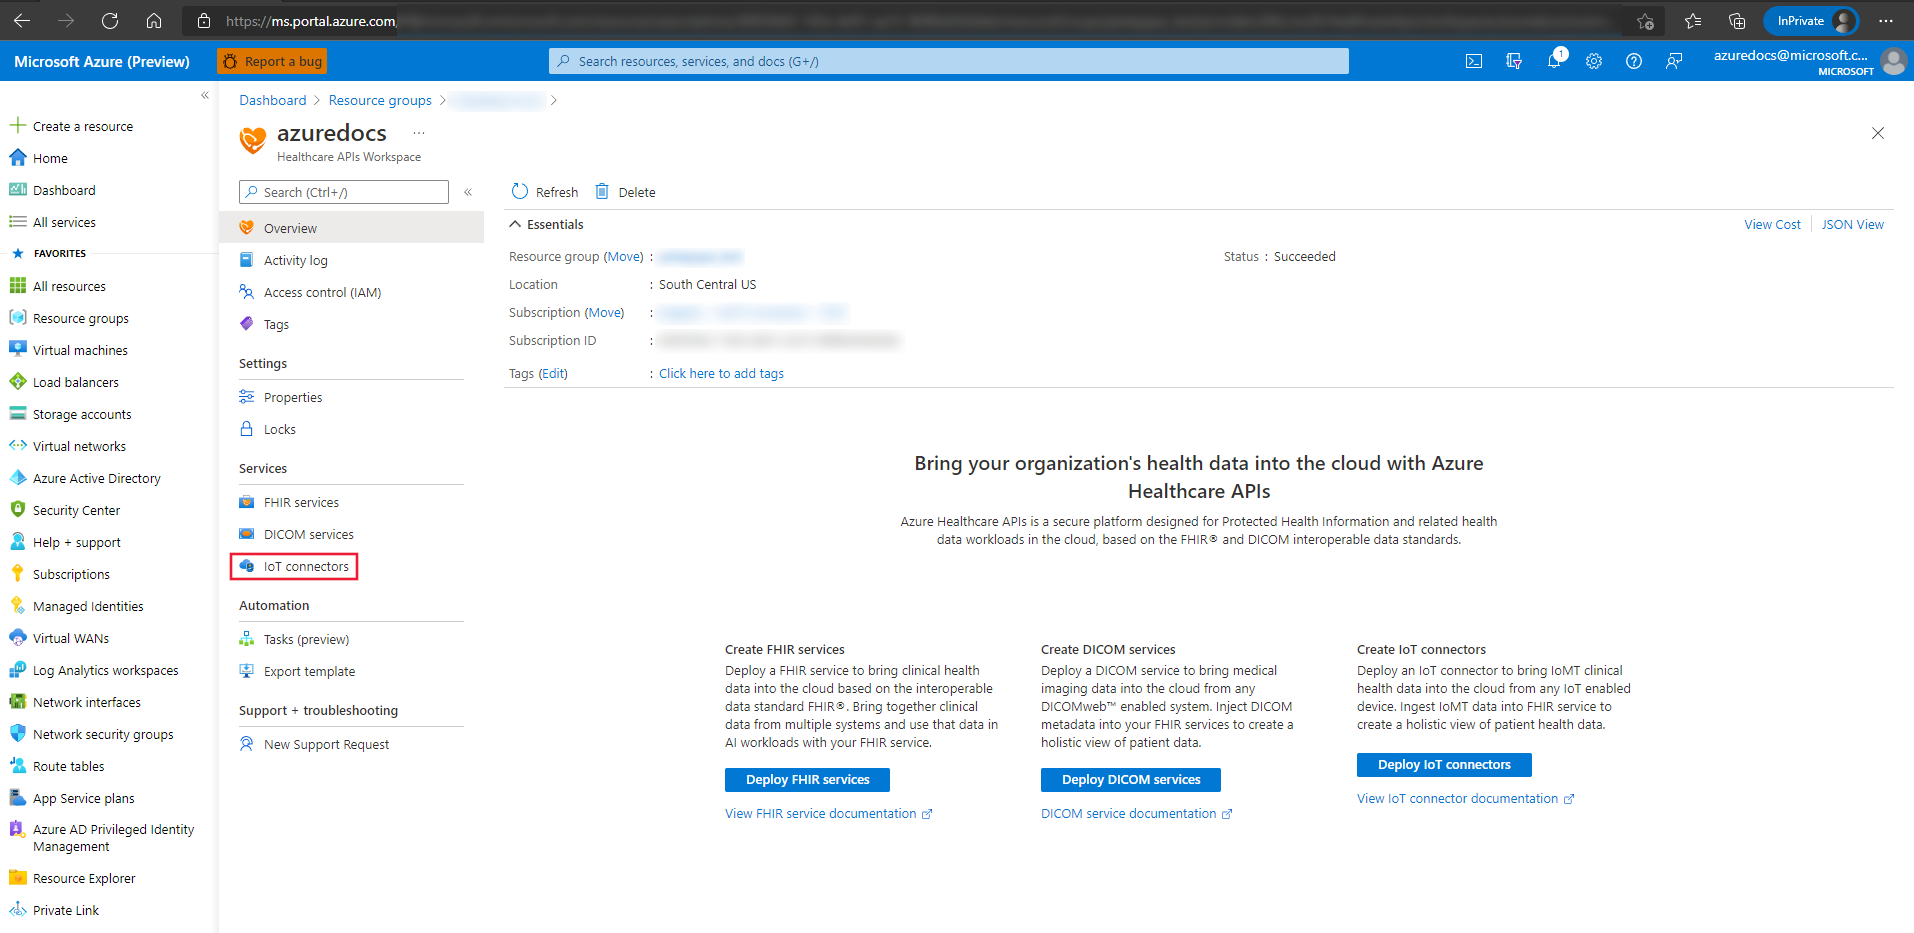 https://ms.portal.azure.com
InPrivate
Microsoft Azure (Preview)
Report a bug
Search resources, services, and docs (G+/)
1
azuredocs@microsoft.c...
MICROSOFT
«
Create a resource
Home
Dashboard
All services
FAVORITES
All resources
Resource groups
Virtual machines
Load balancers
Storage accounts
Virtual networks
Azure Active Directory
Security Center
Help + support
Subscriptions
Managed Identities
Virtual WANs
Log Analytics workspaces
Network interfaces
Network security groups
Route tables
App Service plans
Azure AD Privileged Identity
Management
Resource Explorer
Private Link
Dashboard > Resource groups > >
azuredocs ...
Healthcare APIs Workspace
Search (Ctrl+/)
«
Overview
Activity log
Access control (IAM)
Tags
Settings
Properties
Locks
Services
FHIR services
DICOM services
IoT connectors
Automation
Tasks (preview)
Export template
Support + troubleshooting
New Support Request
Refresh
Delete
Essentials
View Cost
JSON View
Resource group (Move) :
Status : Succeeded
Location : South Central US
Subscription (Move) :
Subscription ID :
Tags (Edit) : Click here to add tags
Bring your organization's health data into the cloud with Azure
Healthcare APIs
Azure Healthcare APIs is a secure platform designed for Protected Health Information and related health
data workloads in the cloud, based on the FHIR® and DICOM interoperable data standards.
Create FHIR services
Deploy a FHIR service to bring clinical health
data into the cloud based on the interoperable
data standard FHIR®. Bring together clinical
data from multiple systems and use that data in
AI workloads with your FHIR service.
Deploy FHIR services
View FHIR service documentation
Create DICOM services
Deploy a DICOM service to bring medical
imaging data into the cloud from any
DICOMweb™ enabled system. Inject DICOM
metadata into your FHIR services to create a
holistic view of patient data.
Deploy DICOM services
DICOM service documentation
Create IoT connectors
Deploy an IoT connector to bring IoMT clinical
health data into the cloud from any IoT enabled
device. Ingest IoMT data into FHIR service to
create a holistic view of patient health data.
Deploy IoT connectors
View IoT connector documentation